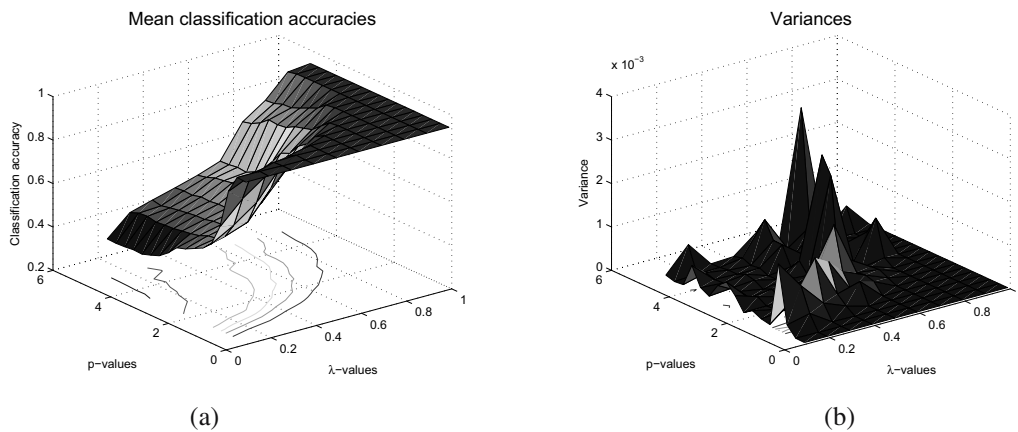 Mean classification accuracies
Classification accuracy
1
0.8
0.6
0.4
0.2
6
4
2
0
p−values
0
0.2
0.4
0.6
0.8
1
λ−values
(a)
Variances
x 10⁻³
Variance
4
3
2
1
0
6
4
2
0
p−values
0
0.2
0.4
0.6
0.8
1
λ−values
(b)